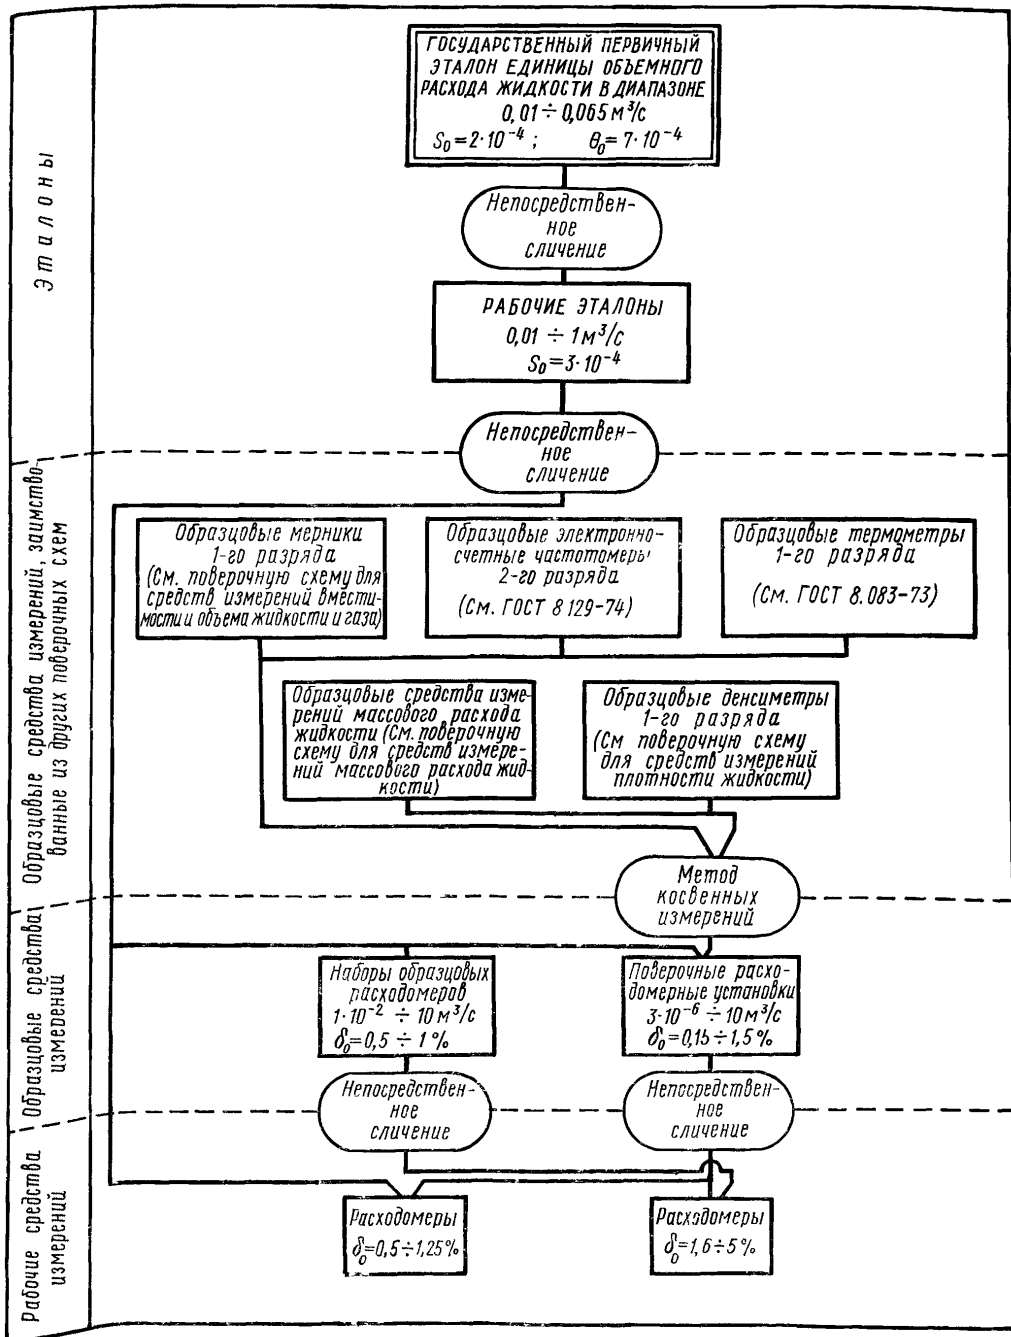 ГОСУДАРСТВЕННЫЙ ПЕРВИЧНЫЙ
ЭТАЛОН ЕДИНИЦЫ ОБЪЕМНОГО
РАСХОДА ЖИДКОСТИ В ДИАПАЗОНЕ
0,01 ÷ 0,065 м³/с
S₀ = 2·10⁻⁴ ; θ₀ = 7·10⁻⁴
Непосредствен-
ное
сличение
РАБОЧИЕ ЭТАЛОНЫ
0,01 ÷ 1 м³/с
S₀ = 3·10⁻⁴
Непосредствен-
ное
сличение
Эталоны
Образцовые мерники
1-го разряда
(См. поверочную схему для
средств измерений вмести-
мости и объема жидкости и газа)
Образцовые электронно-
счетные частотомеры
2-го разряда
(См. ГОСТ 8 129-74)
Образцовые термометры
1-го разряда
(См. ГОСТ 8.083-73)
Образцовые средства изме-
рений массового расхода
жидкости (См. поверочную
схему для средств измере-
ний массового расхода жид-
кости)
Образцовые денсиметры
1-го разряда
(См поверочную схему
для средств измерений
плотности жидкости)
Метод
косвенных
измерений
Образцовые средства измерений, заимство-
ванные из других поверочных схем
Наборы образцовых
расходомеров
1·10⁻² ÷ 10 м³/с
δ₀ = 0,5 ÷ 1 %
Поверочные расхо-
домерные установки
3·10⁻⁶ ÷ 10 м³/с
δ₀ = 0,15 ÷ 1,5 %
Непосредствен-
ное
сличение
Непосредствен-
ное
сличение
Образцовые средства
измерений
Расходомеры
δ₀ = 0,5 ÷ 1,25 %
Расходомеры
δ₀ = 1,6 ÷ 5 %
Рабочие средства
измерений